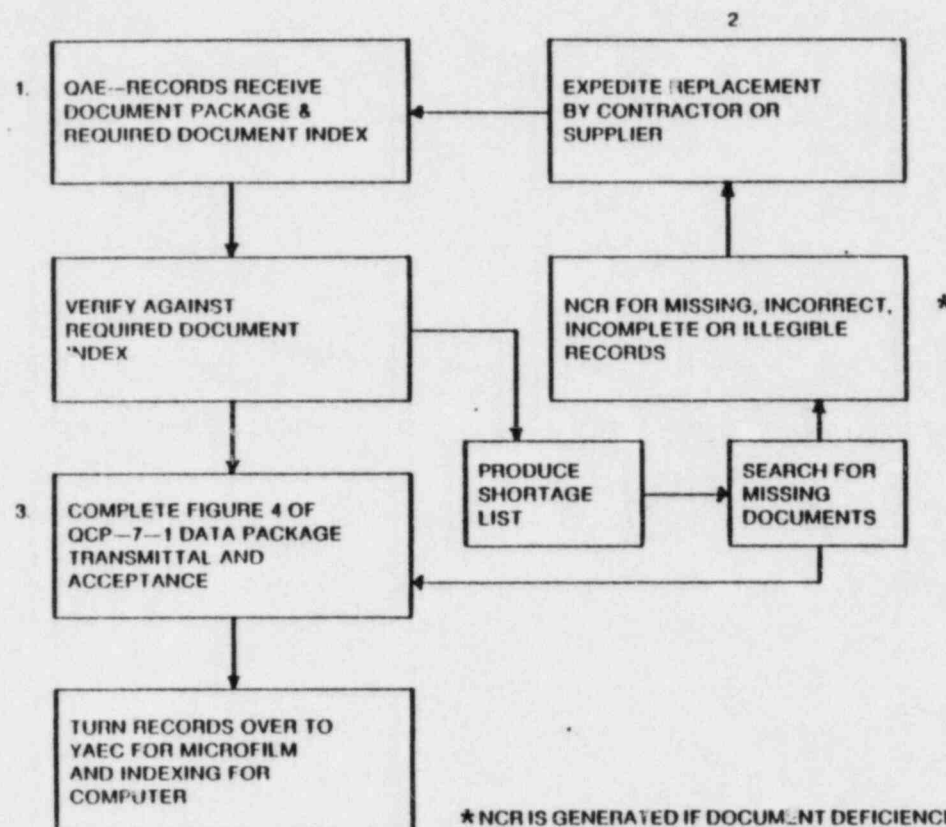 2
1.
QAE--RECORDS RECEIVE
DOCUMENT PACKAGE &
REQUIRED DOCUMENT INDEX
EXPEDITE REPLACEMENT
BY CONTRACTOR OR
SUPPLIER
VERIFY AGAINST
REQUIRED DOCUMENT
INDEX
NCR FOR MISSING, INCORRECT,
INCOMPLETE OR ILLEGIBLE
RECORDS
*
PRODUCE
SHORTAGE
LIST
SEARCH FOR
MISSING
DOCUMENTS
3.
COMPLETE FIGURE 4 OF
QCP-7-1 DATA PACKAGE
TRANSMITTAL AND
ACCEPTANCE
TURN RECORDS OVER TO
YAEC FOR MICROFILM
AND INDEXING FOR
COMPUTER
*NCR IS GENERATED IF DOCUMENT DEFICIENC